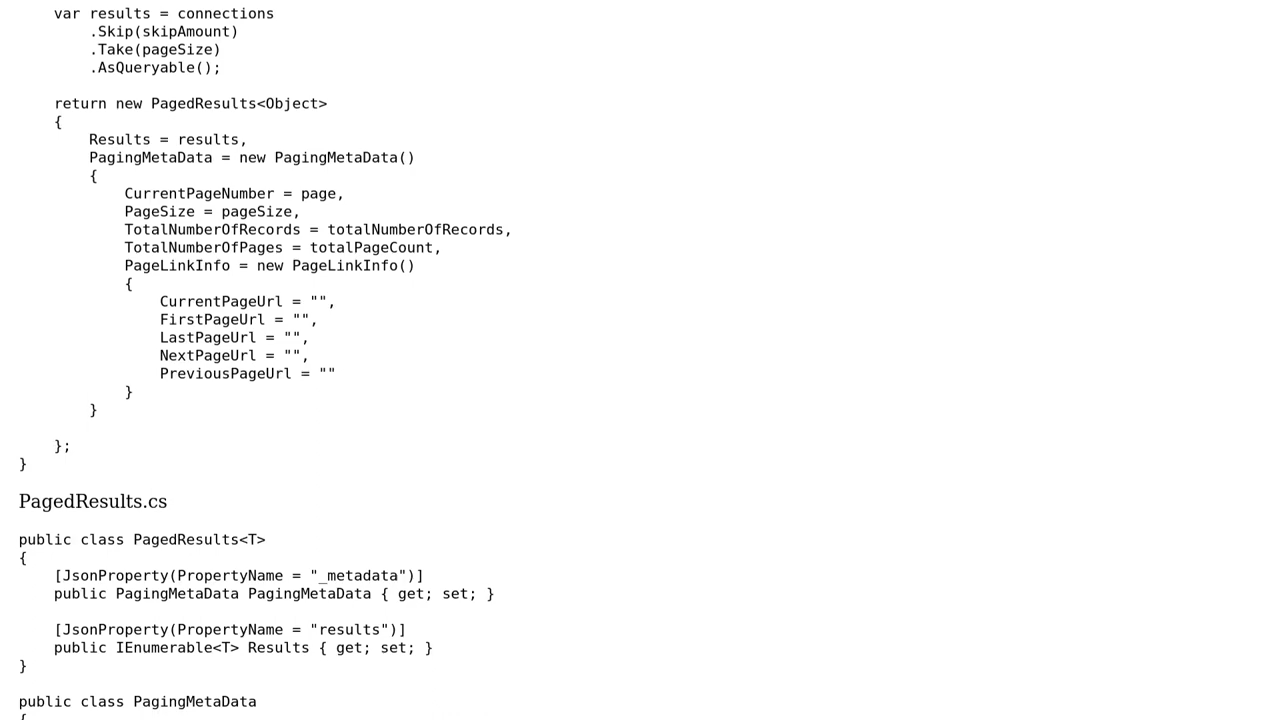 var results = connections
        .Skip(skipAmount)
        .Take(pageSize)
        .AsQueryable();

    return new PagedResults<Object>
    {
        Results = results,
        PagingMetaData = new PagingMetaData()
        {
            CurrentPageNumber = page,
            PageSize = pageSize,
            TotalNumberOfRecords = totalNumberOfRecords,
            TotalNumberOfPages = totalPageCount,
            PageLinkInfo = new PageLinkInfo()
            {
                CurrentPageUrl = "",
                FirstPageUrl = "",
                LastPageUrl = "",
                NextPageUrl = "",
                PreviousPageUrl = ""
            }
        }

    };
}
PagedResults.cs
public class PagedResults<T>
{
    [JsonProperty(PropertyName = "_metadata")]
    public PagingMetaData PagingMetaData { get; set; }

    [JsonProperty(PropertyName = "results")]
    public IEnumerable<T> Results { get; set; }
}

public class PagingMetaData
{